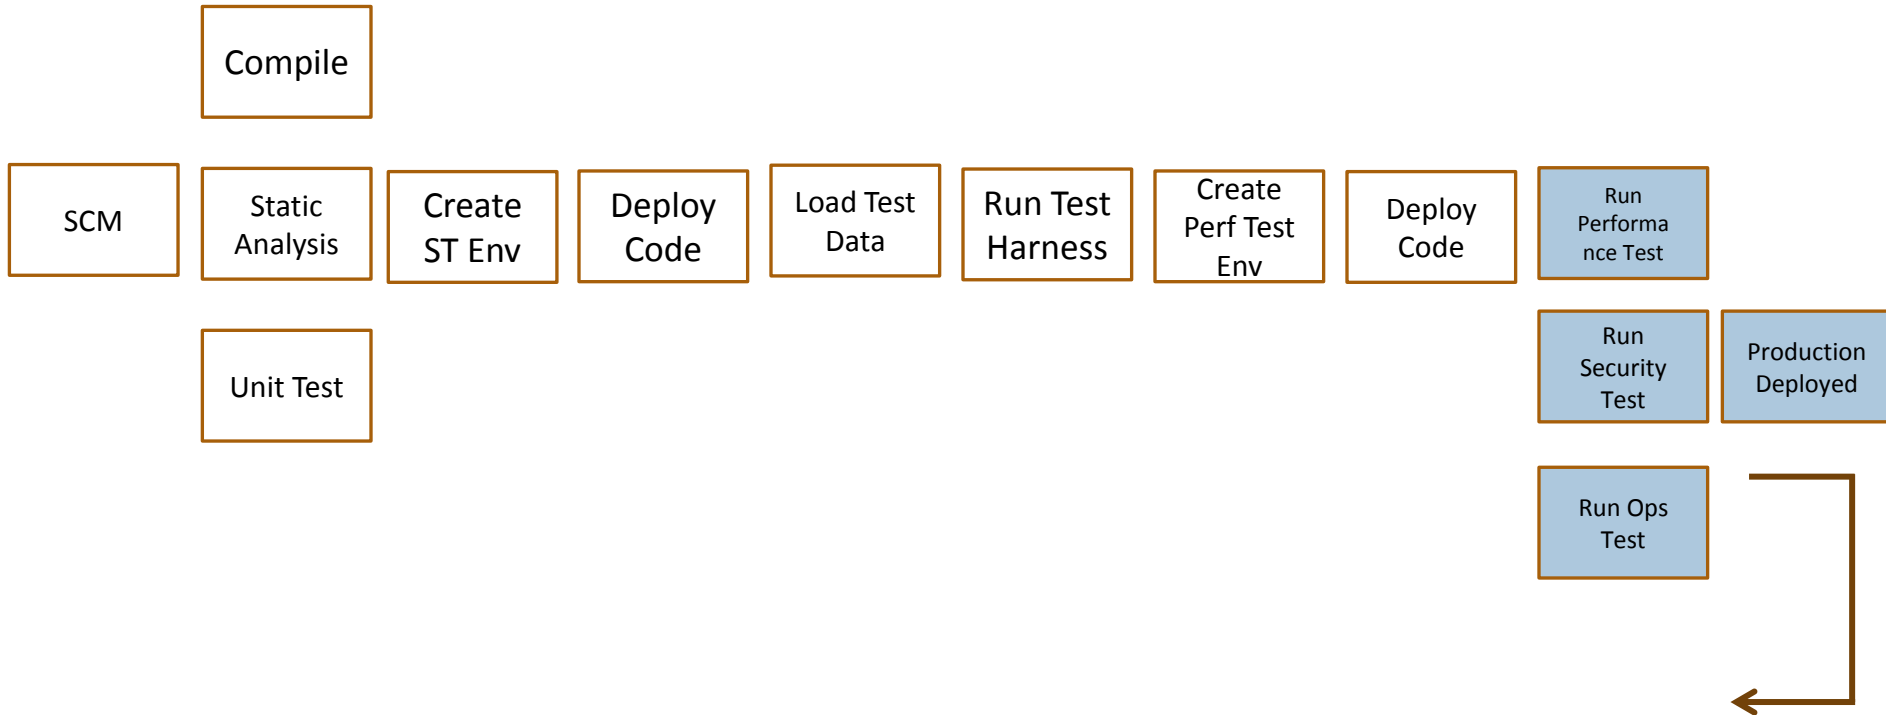 Compile
SCM
Static
Analysis
Create
ST Env
Deploy
Code
Load Test
Data
Run Test
Harness
Create
Perf Test
Env
Deploy
Code
Run
Performa
nce Test
Unit Test
Run
Security
Test
Production
Deployed
Run Ops
Test